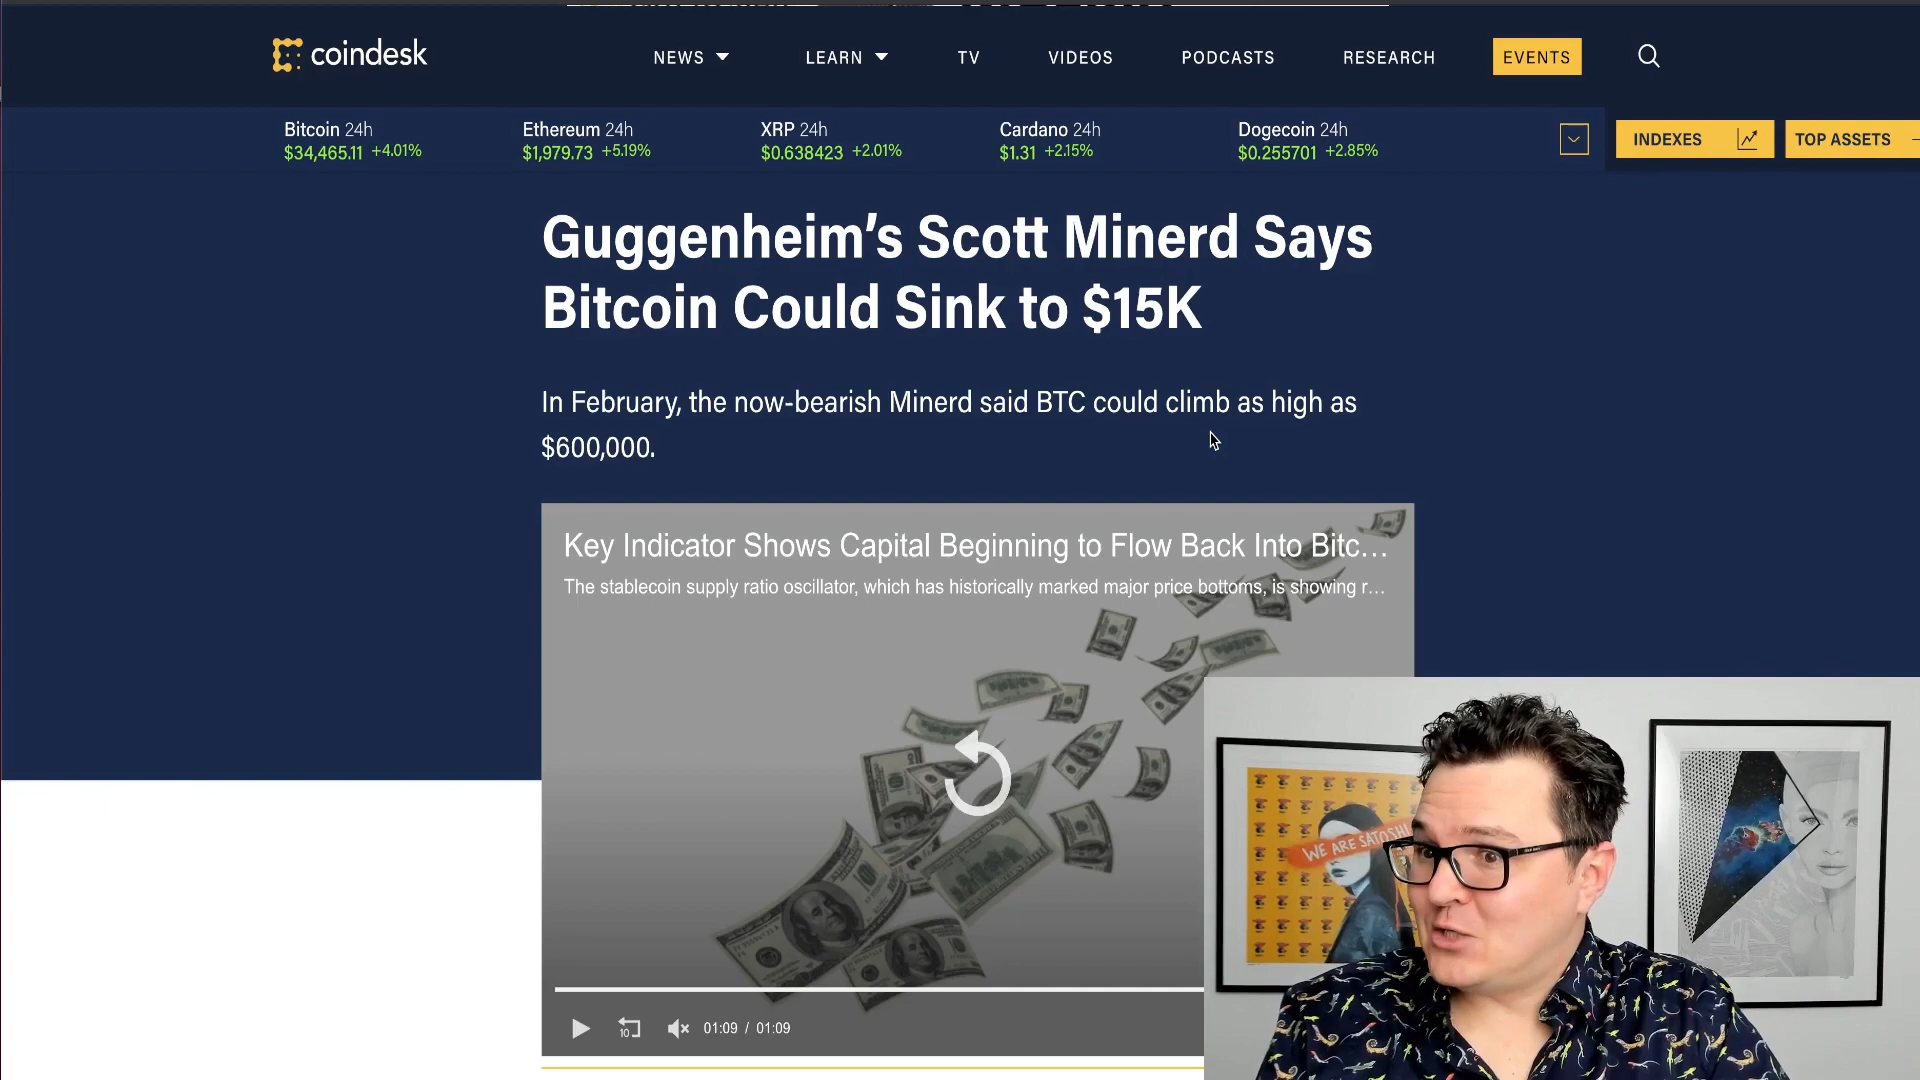 coindesk
NEWS
LEARN
TV
VIDEOS
PODCASTS
RESEARCH
EVENTS
Bitcoin 24h
$34,465.11 +4.01%
Ethereum 24h
$1,979.73 +5.19%
XRP 24h
$0.638423 +2.01%
Cardano 24h
$1.31 +2.15%
Dogecoin 24h
$0.255701 +2.85%
INDEXES
TOP ASSETS
Guggenheim's Scott Minerd Says
Bitcoin Could Sink to $15K
In February, the now-bearish Minerd said BTC could climb as high as
$600,000.
Key Indicator Shows Capital Beginning to Flow Back Into Bitc...
The stablecoin supply ratio oscillator, which has historically marked major price bottoms, is showing r...
10
01:09 / 01:09
WE ARE SATOSHI